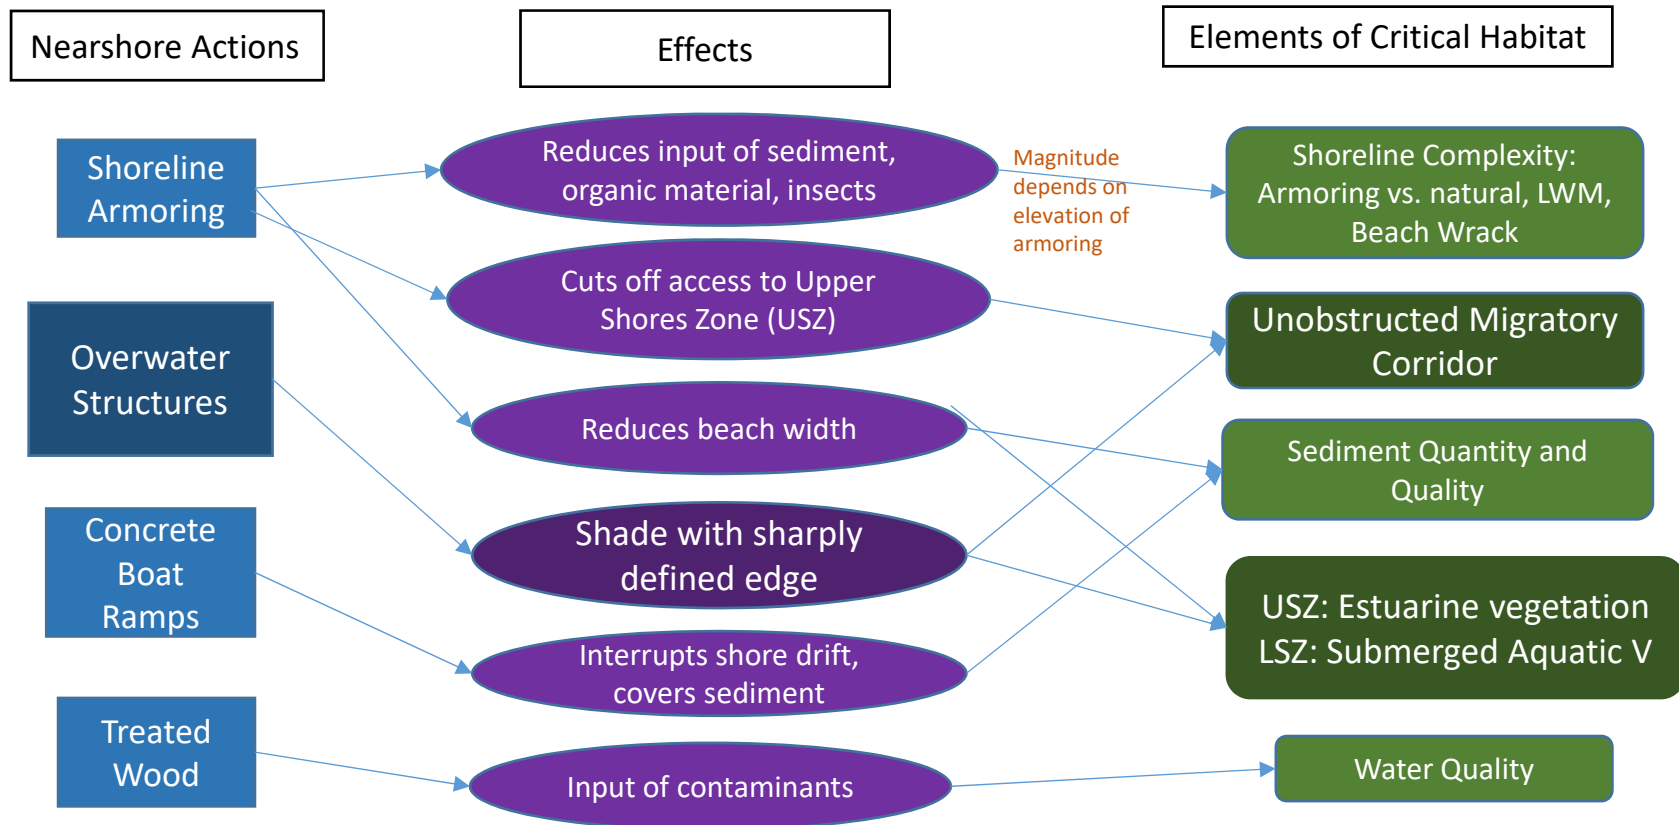 Nearshore Actions
Effects
Elements of Critical Habitat
Shoreline
Armoring
Overwater
Structures
Concrete
Boat
Ramps
Treated
Wood
Reduces input of sediment,
organic material, insects
Cuts off access to Upper
Shores Zone (USZ)
Reduces beach width
Shade with sharply
defined edge
Interrupts shore drift,
covers sediment
Input of contaminants
Magnitude
depends on
elevation of
armoring
Shoreline Complexity:
Armoring vs. natural, LWM,
Beach Wrack
Unobstructed Migratory
Corridor
Sediment Quantity and
Quality
USZ: Estuarine vegetation
LSZ: Submerged Aquatic V
Water Quality